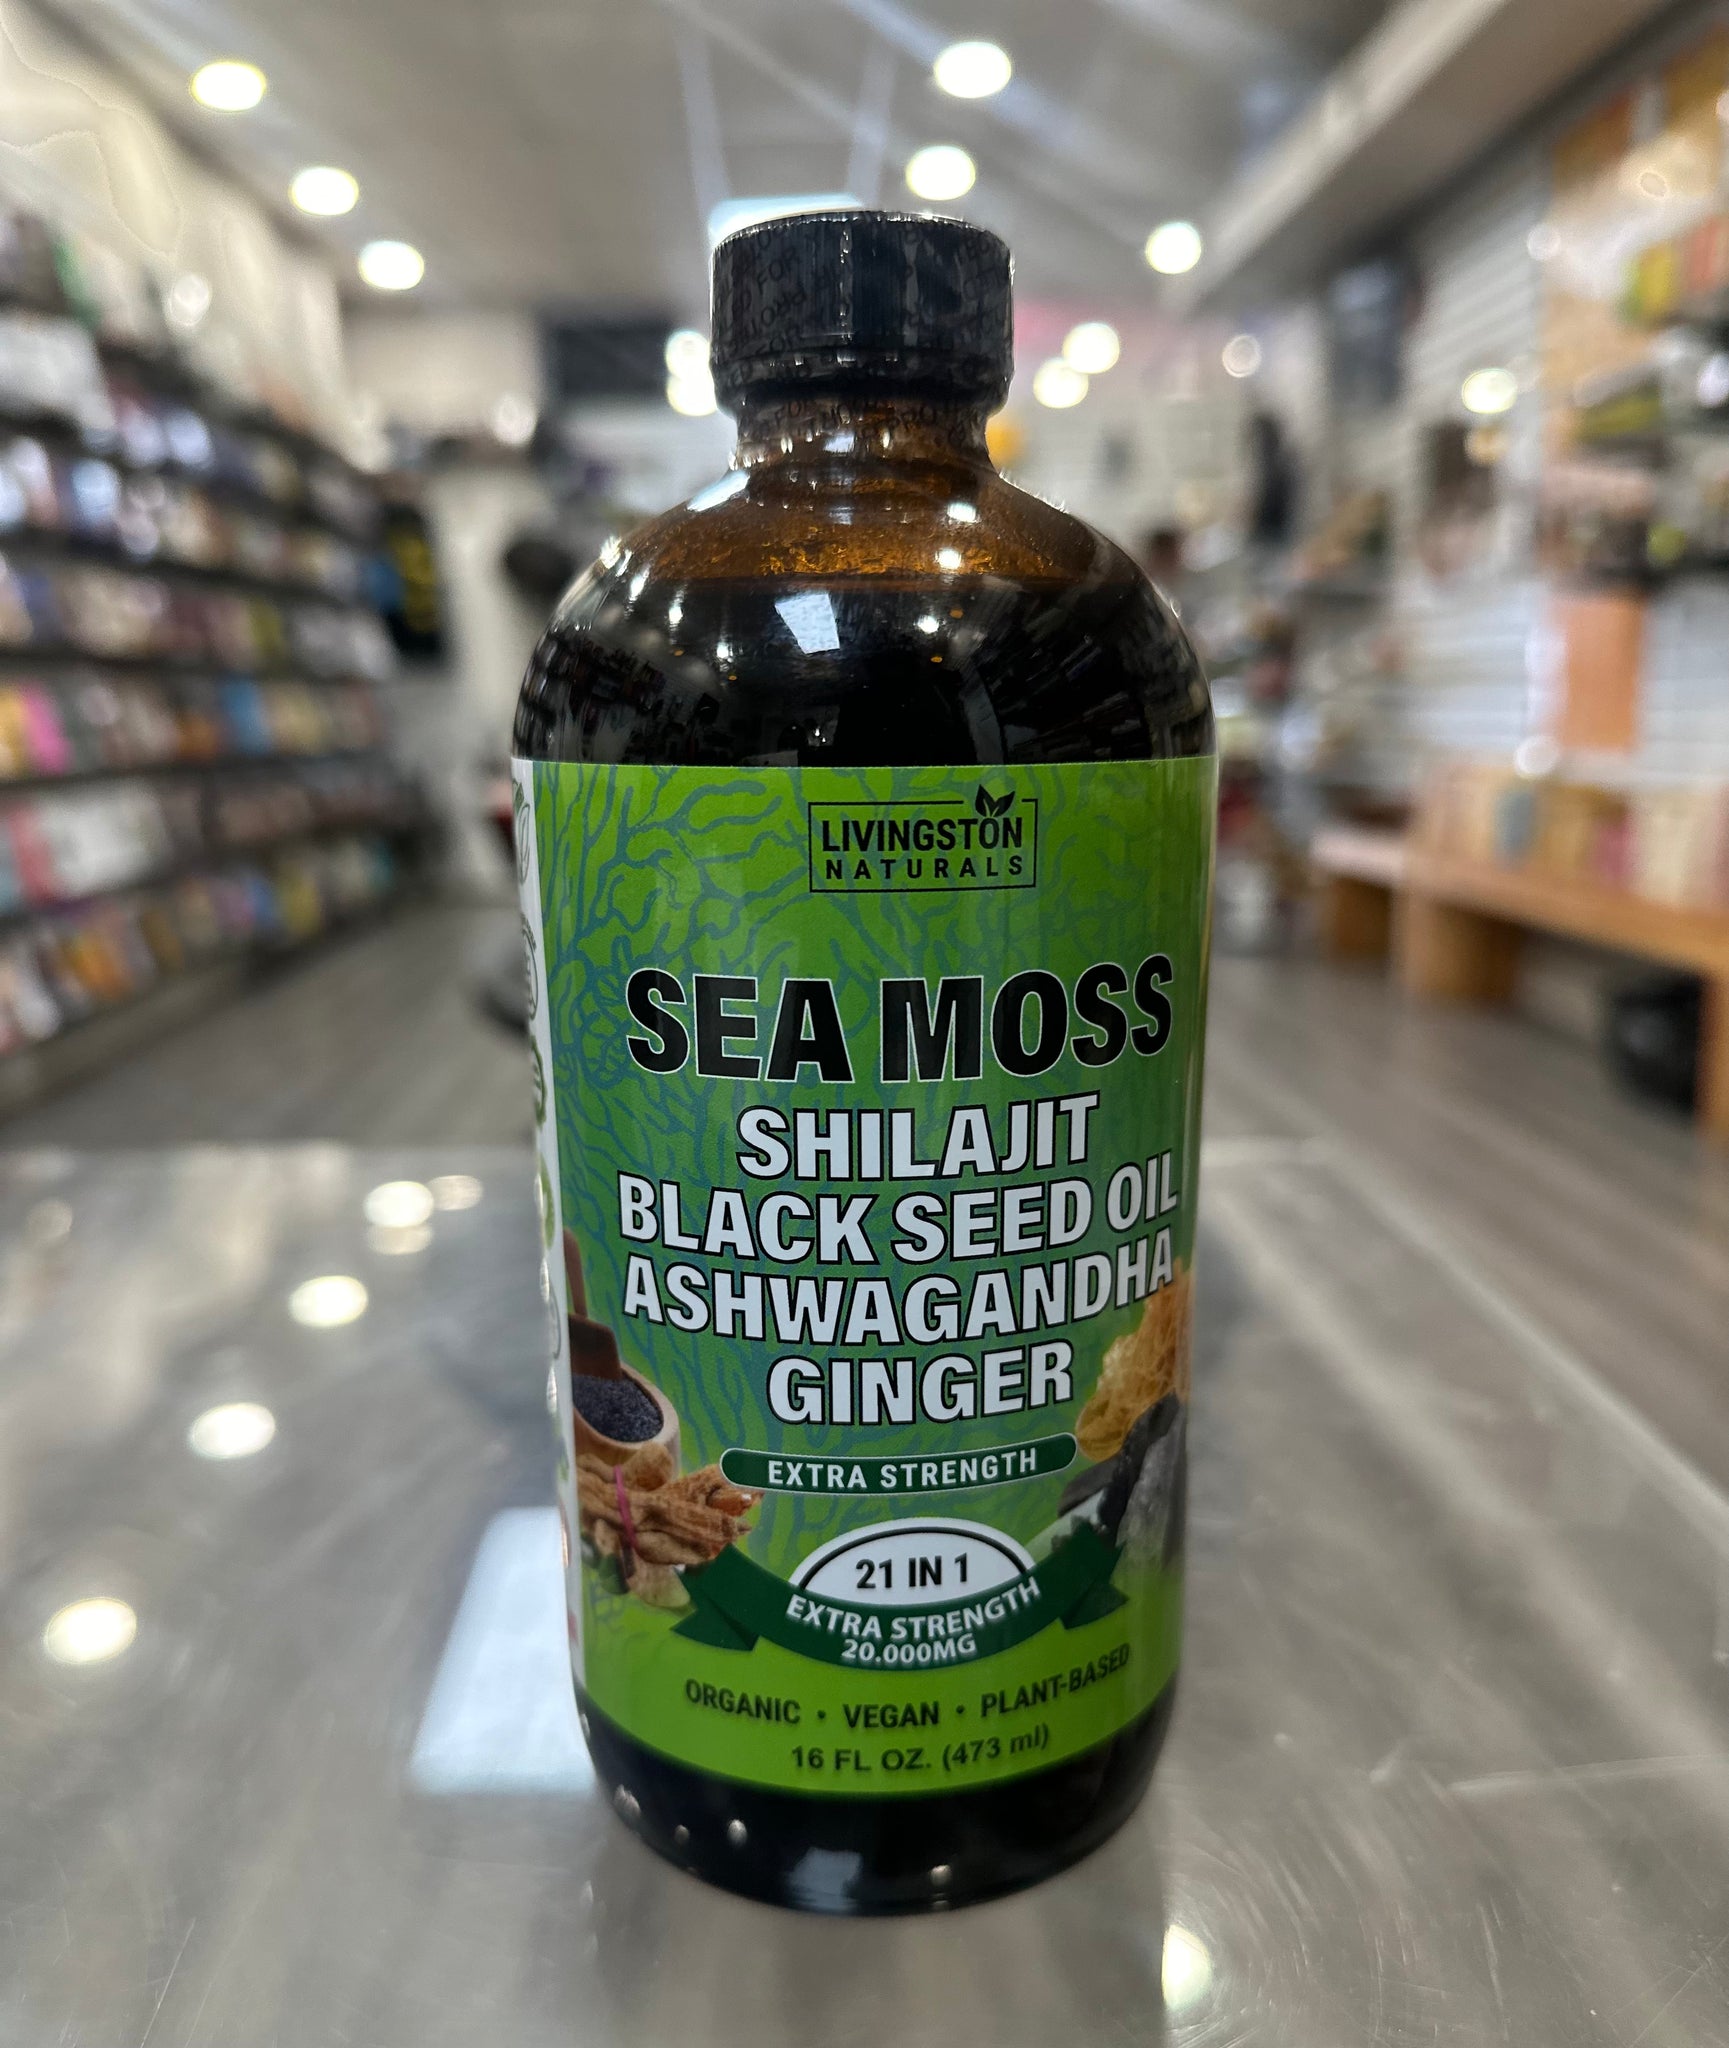 LIVINGSTON
NATURALS
SEA MOSS
SHILAJIT
BLACK SEED OIL
ASHWAGANDHA
GINGER
EXTRA STRENGTH
21 IN 1
EXTRA STRENGTH
20.000MG
ORGANIC • VEGAN • PLANT-BASED
16 FL OZ. (473 ml)